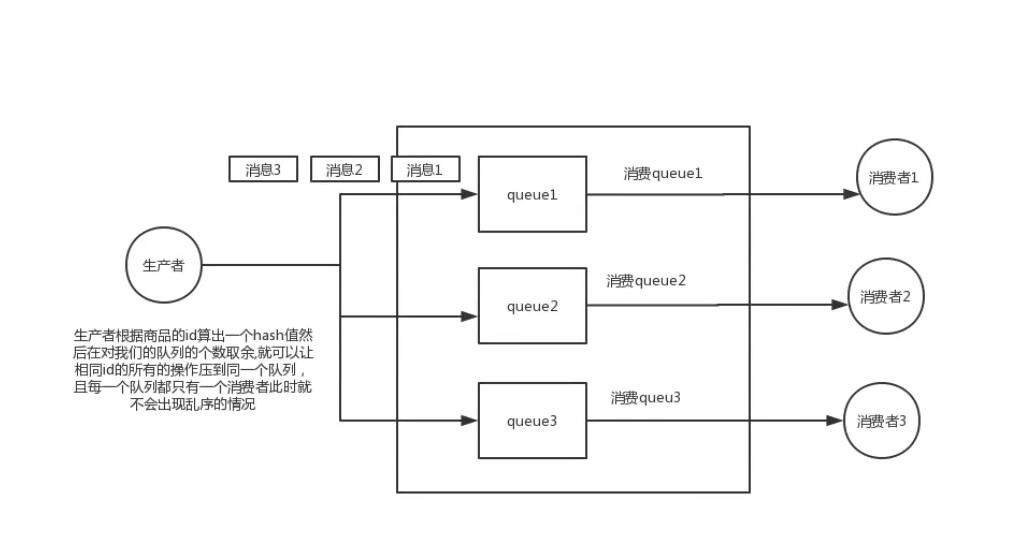 消息3 消息2 消息1
queue1
消费queue1
消费者1
生产者
queue2
消费queue2
消费者2
生产者根据商品的id算出一个hash值然
后在对我们的队列的个数取余,就可以让
相同id的所有的操作压到同一个队列，
且每一个队列都只有一个消费者此时就
不会出现乱序的情况
queue3
消费queu3
消费者3